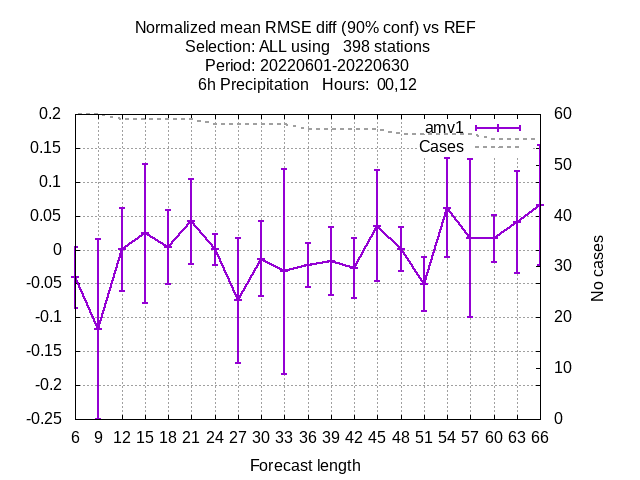 Normalized mean RMSE diff (90% conf) vs REF
Selection: ALL using   398 stations
Period: 20220601-20220630
6h Precipitation   Hours:  00,12
amv1
Cases
0.2
0.15
0.1
0.05
0
-0.05
-0.1
-0.15
-0.2
-0.25
60
50
40
30
20
10
0
No cases
6 9 12 15 18 21 24 27 30 33 36 39 42 45 48 51 54 57 60 63 66
Forecast length